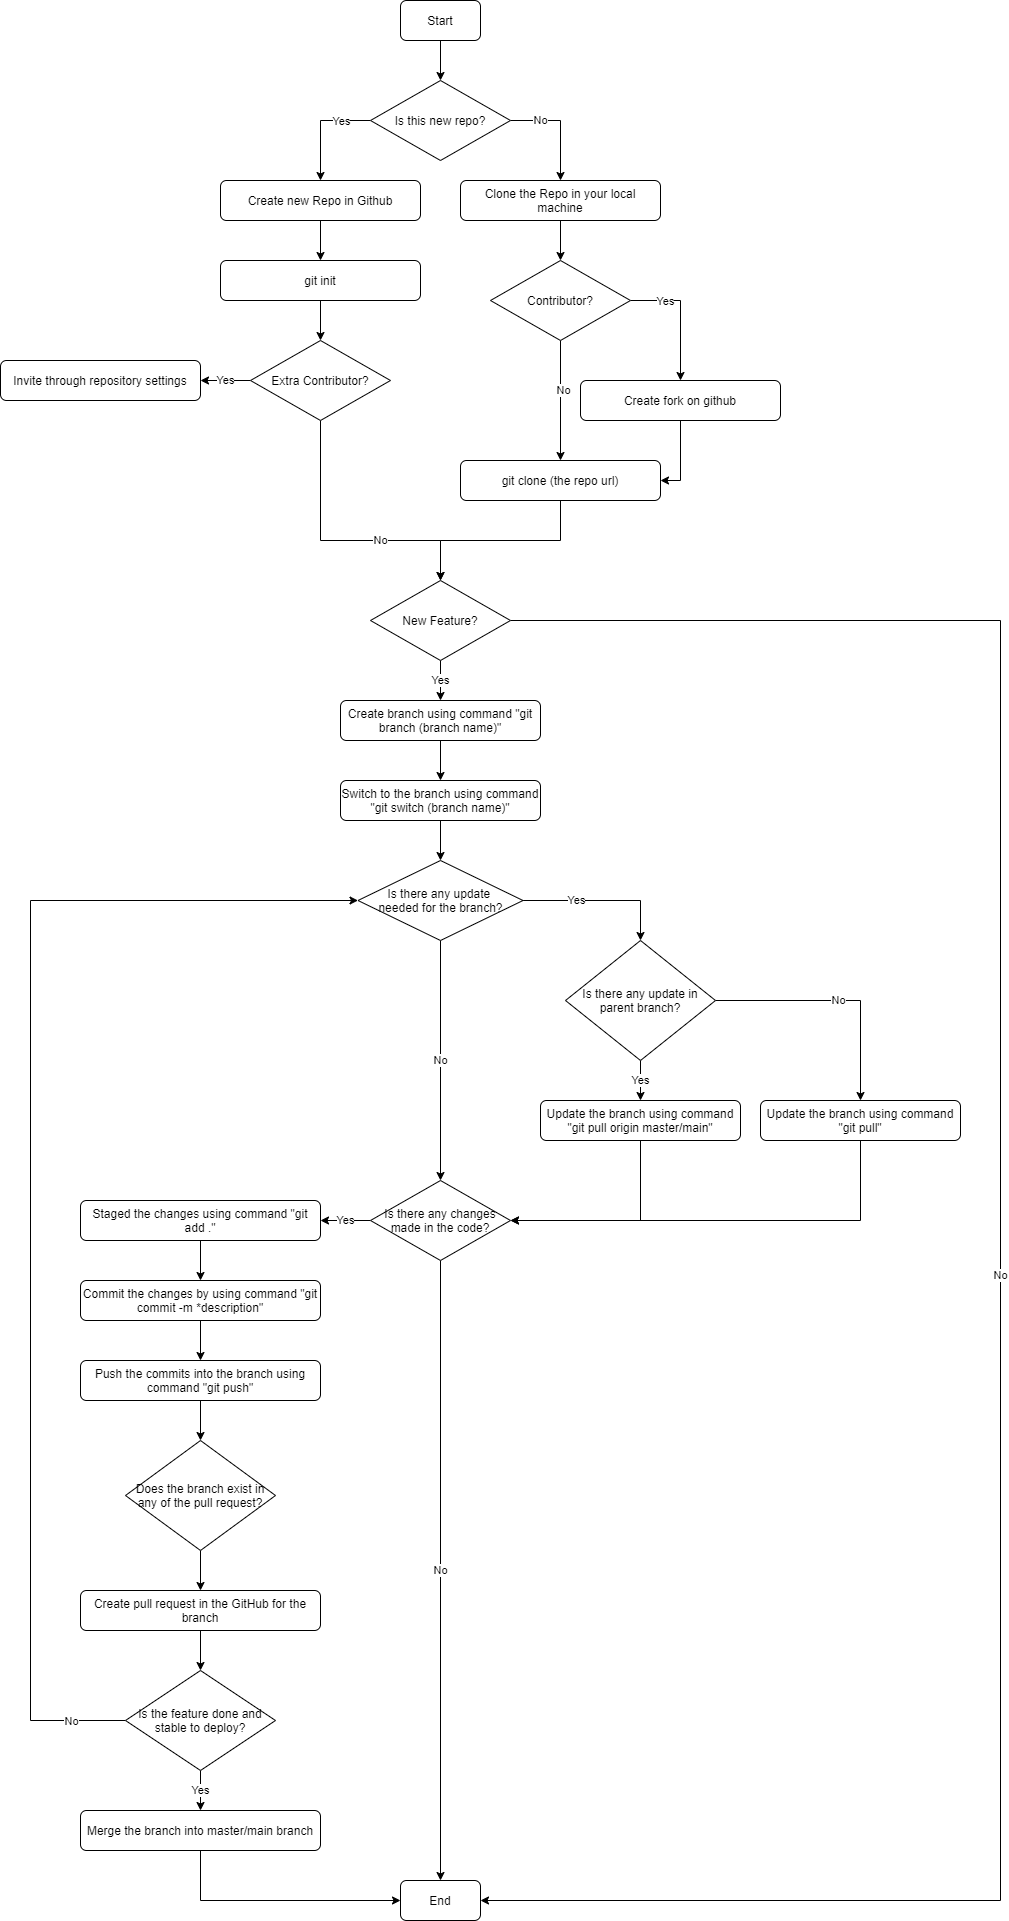 Start
Is this new repo?
Yes
No
Create new Repo in Github
Clone the Repo in your local
machine
git init
Contributor?
Yes
Invite through repository settings
Yes
Extra Contributor?
No
Create fork on github
git clone (the repo url)
No
New Feature?
Yes
Create branch using command "git
branch (branch name)"
Switch to the branch using command
"git switch (branch name)"
Is there any update
needed for the branch?
Yes
Is there any update in
parent branch?
No
No
Yes
Update the branch using command
"git pull origin master/main"
Update the branch using command
"git pull"
Staged the changes using command "git
add ."
Yes
Is there any changes
made in the code?
No
Commit the changes by using command "git
commit -m *description"
Push the commits into the branch using
command "git push"
Does the branch exist in
any of the pull request?
No
Create pull request in the GitHub for the
branch
Is the feature done and
stable to deploy?
No
Yes
Merge the branch into master/main branch
End